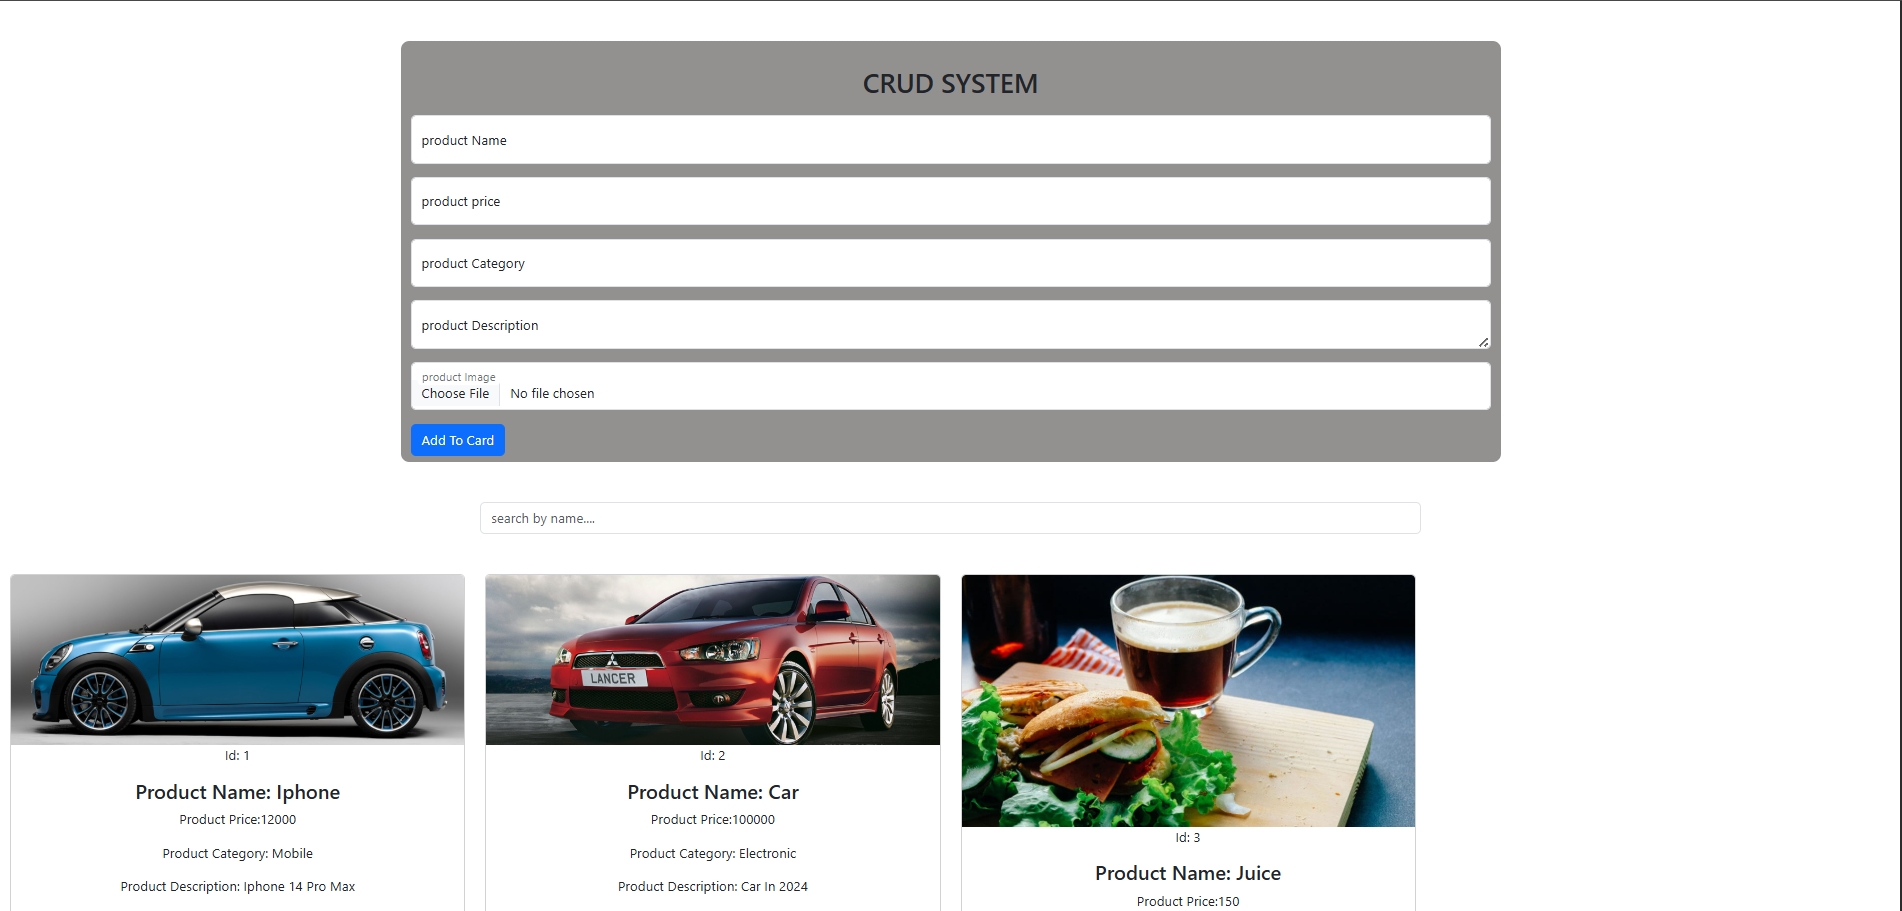 CRUD SYSTEM
product Name
product price
product Category
product Description
product Image
Choose File No file chosen
Add To Card
search by name....
LANCER
Id: 1
Product Name: Iphone
Product Price:12000
Product Category: Mobile
Product Description: Iphone 14 Pro Max
Id: 2
Product Name: Car
Product Price:100000
Product Category: Electronic
Product Description: Car In 2024
Id: 3
Product Name: Juice
Product Price:150